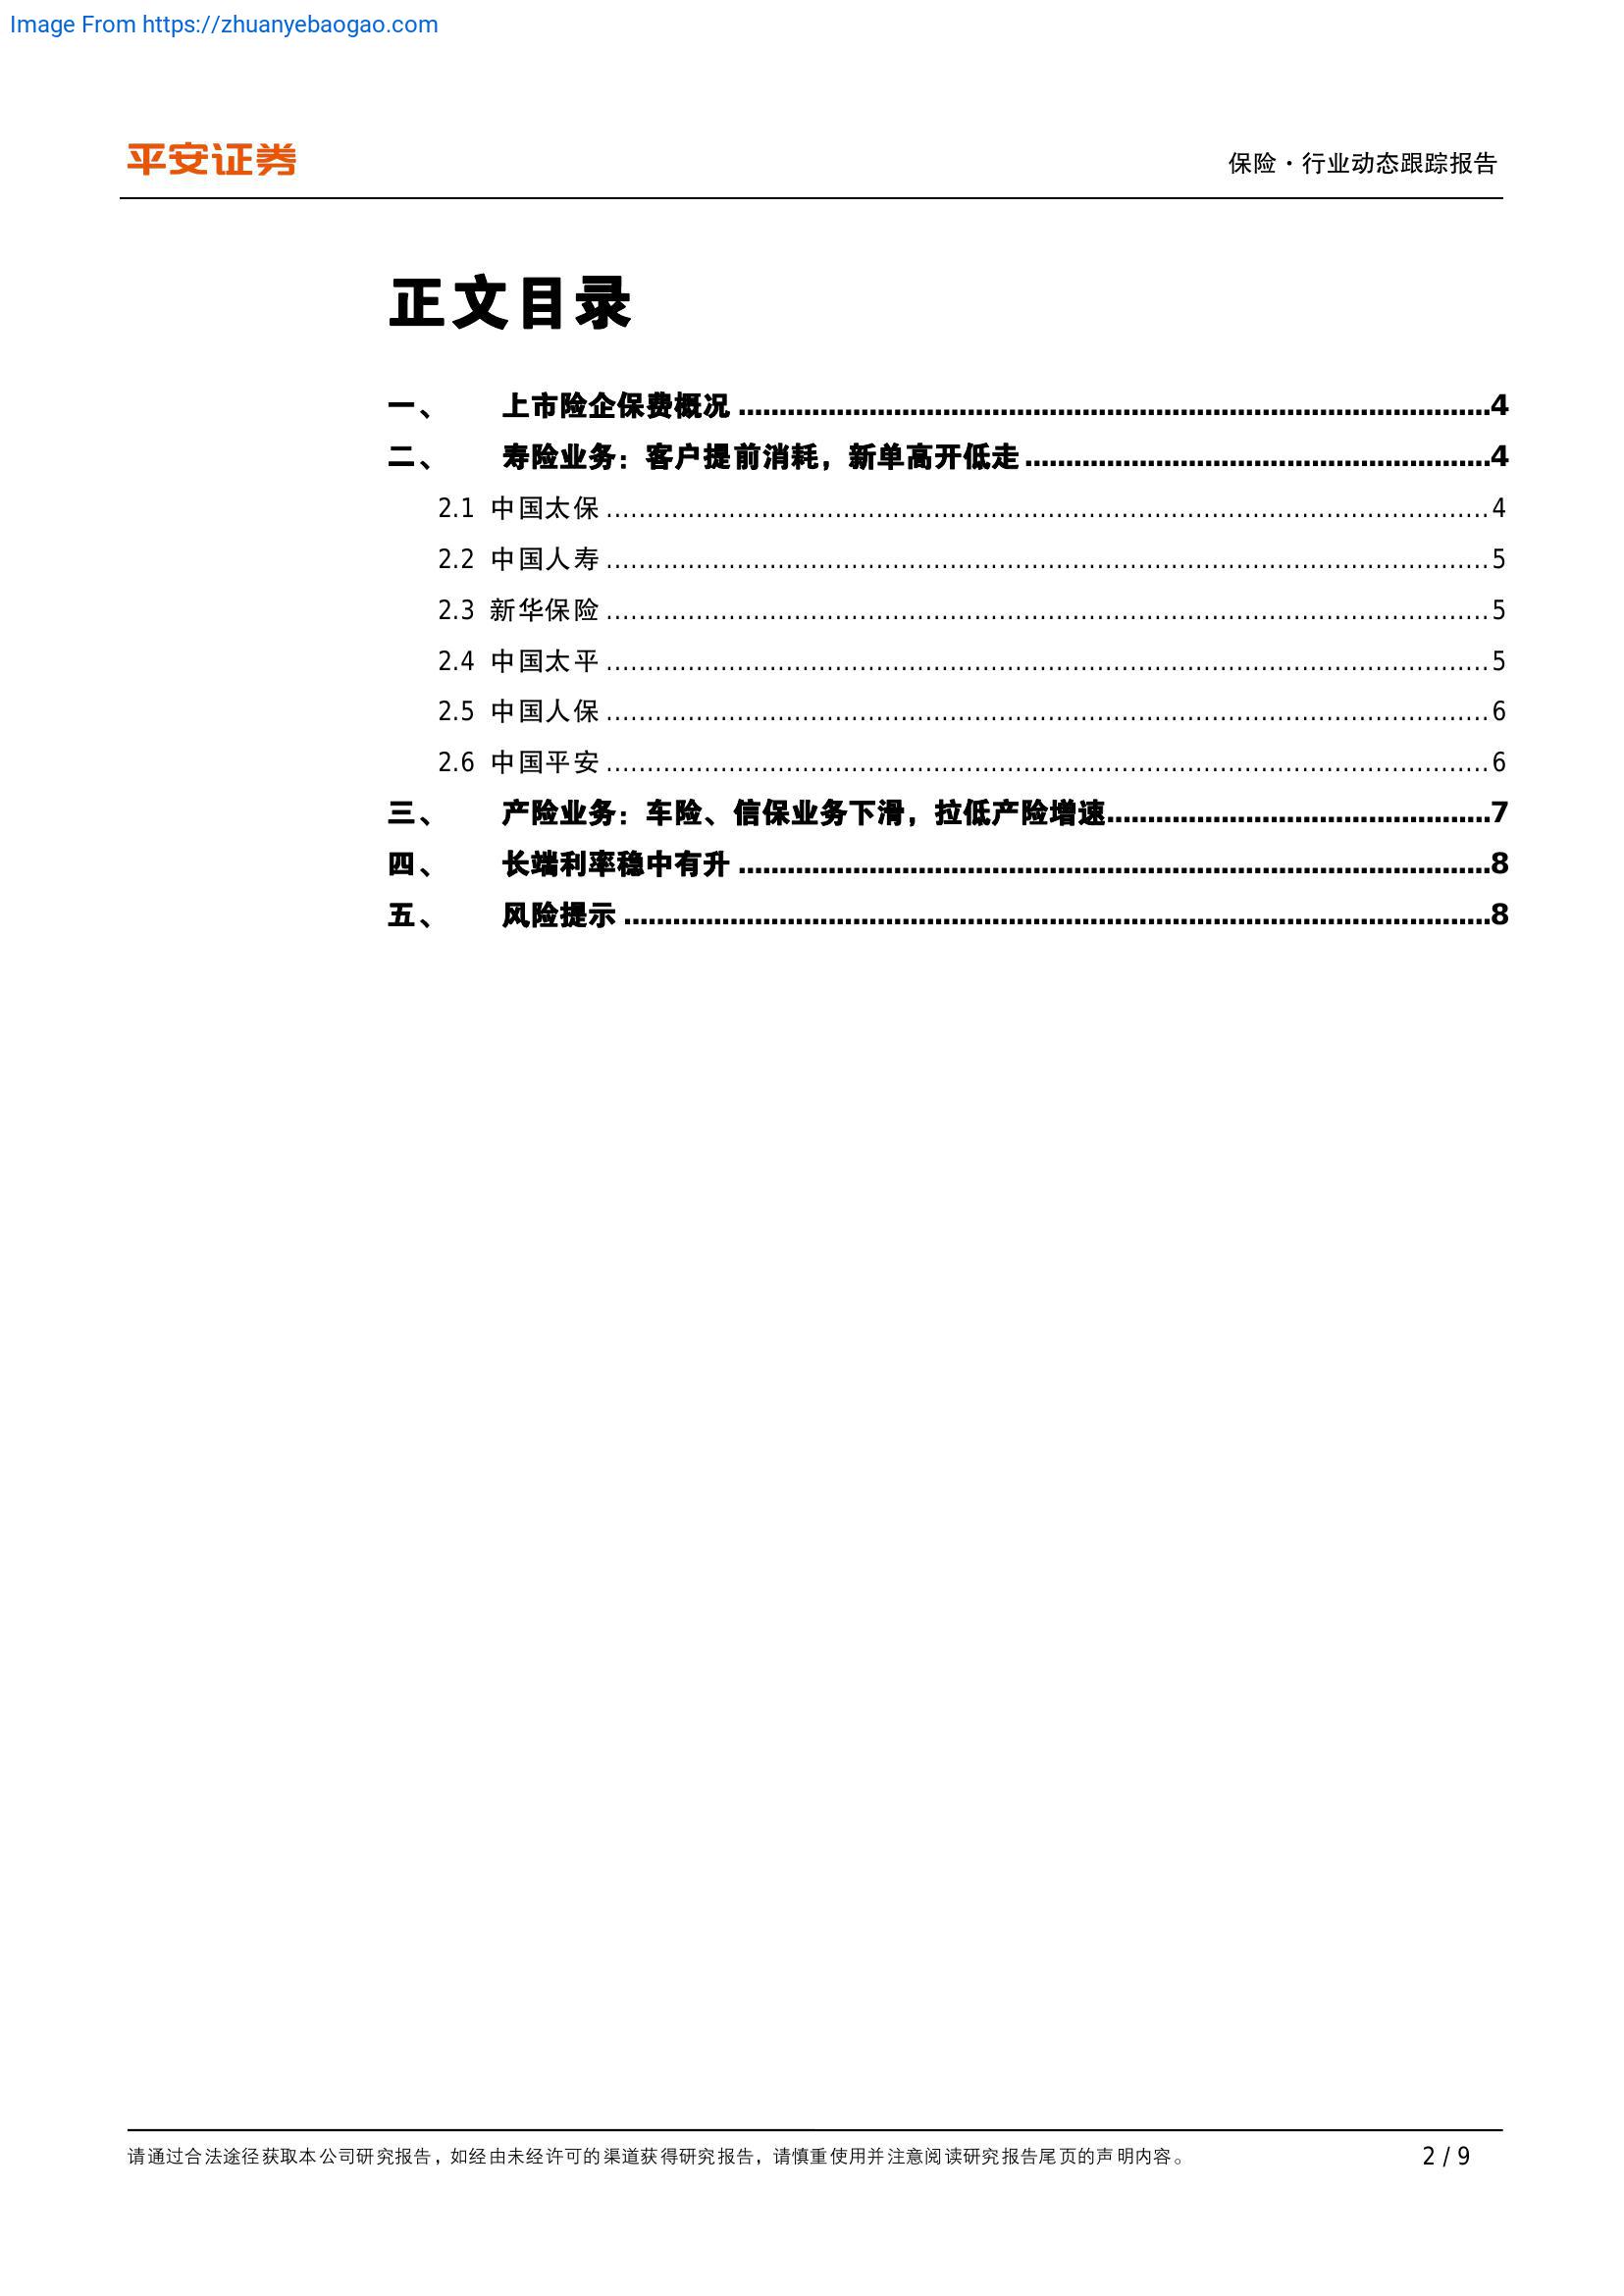 Image From https://zhuanyebaogao.com
平安证券
保险·行业动态跟踪报告
正文目录
一、 上市险企保费概况 ........ 4
二、 寿险业务：客户提前消耗，新单高开低走 ........ 4
2.1 中国太保 ........ 4
2.2 中国人寿 ........ 5
2.3 新华保险 ........ 5
2.4 中国太平 ........ 5
2.5 中国人保 ........ 6
2.6 中国平安 ........ 6
三、 产险业务：车险、信保业务下滑，拉低产险增速 ........ 7
四、 长端利率稳中有升 ........ 8
五、 风险提示 ........ 8
请通过合法途径获取本公司研究报告，如经由未经许可的渠道获得研究报告，请慎重使用并注意阅读研究报告尾页的声明内容。 2 / 9